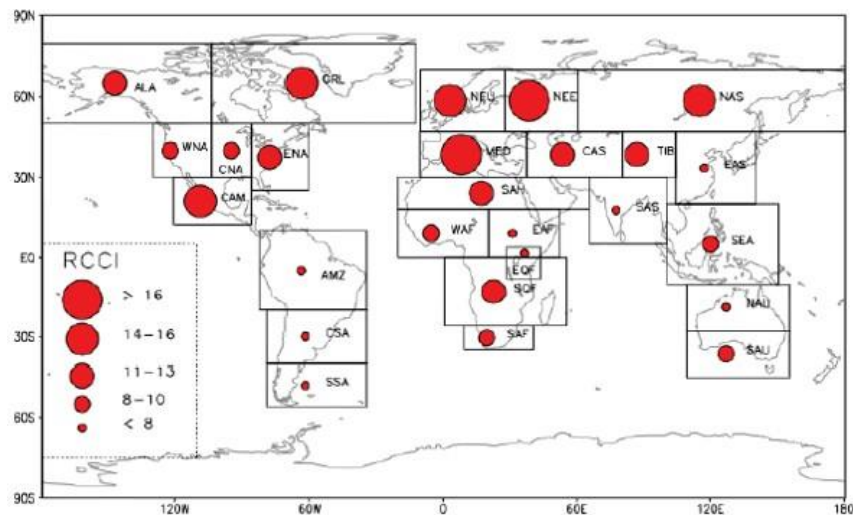 90N
60N
30N
EQ
30S
60S
90S
ALA
GRL
NEU
NEE
NAS
WNA
CNA
ENA
MED
CAS
TIB
EAS
CAM
SAH
SAS
WAF
EAF
SEA
EQF
AMZ
SQF
NAU
CSA
SAF
SAU
SSA
RCCI
> 16
14-16
11-13
8-10
< 8
120W
60W
0
60E
120E
180